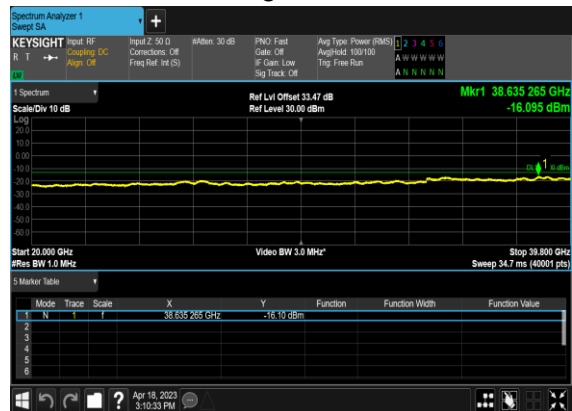 Spectrum Analyzer 1
Swept SA
KEYSIGHT Input: RF
R T Coupling: DC
Align: Off
Input Z: 50 Ω
Corrections: Off
Freq Ref: Int (S)
#Atten: 30 dB
PNO: Fast
Gate: Off
IF Gain: Low
Sig Track: Off
Avg Type: Power (RMS)
Avg|Hold: 100/100
Trig: Free Run
1 2 3 4 5 6
A W W W W W
A N N N N N
1 Spectrum
Scale/Div 10 dB
Ref Lvl Offset 33.47 dB
Ref Level 30.00 dBm
Mkr1 38.635 265 GHz
-16.095 dBm
Log
20.0
10.0
0.00
-10.0
-20.0
-30.0
-40.0
-50.0
-60.0
1
Start 20.000 GHz
#Res BW 1.0 MHz
Video BW 3.0 MHz*
Stop 39.800 GHz
Sweep 34.7 ms (40001 pts)
5 Marker Table
Mode Trace Scale X Y Function Function Width Function Value
1 N 1 f 38.635 265 GHz -16.10 dBm
2
3
4
5
6
? Apr 18, 2023
3:10:33 PM